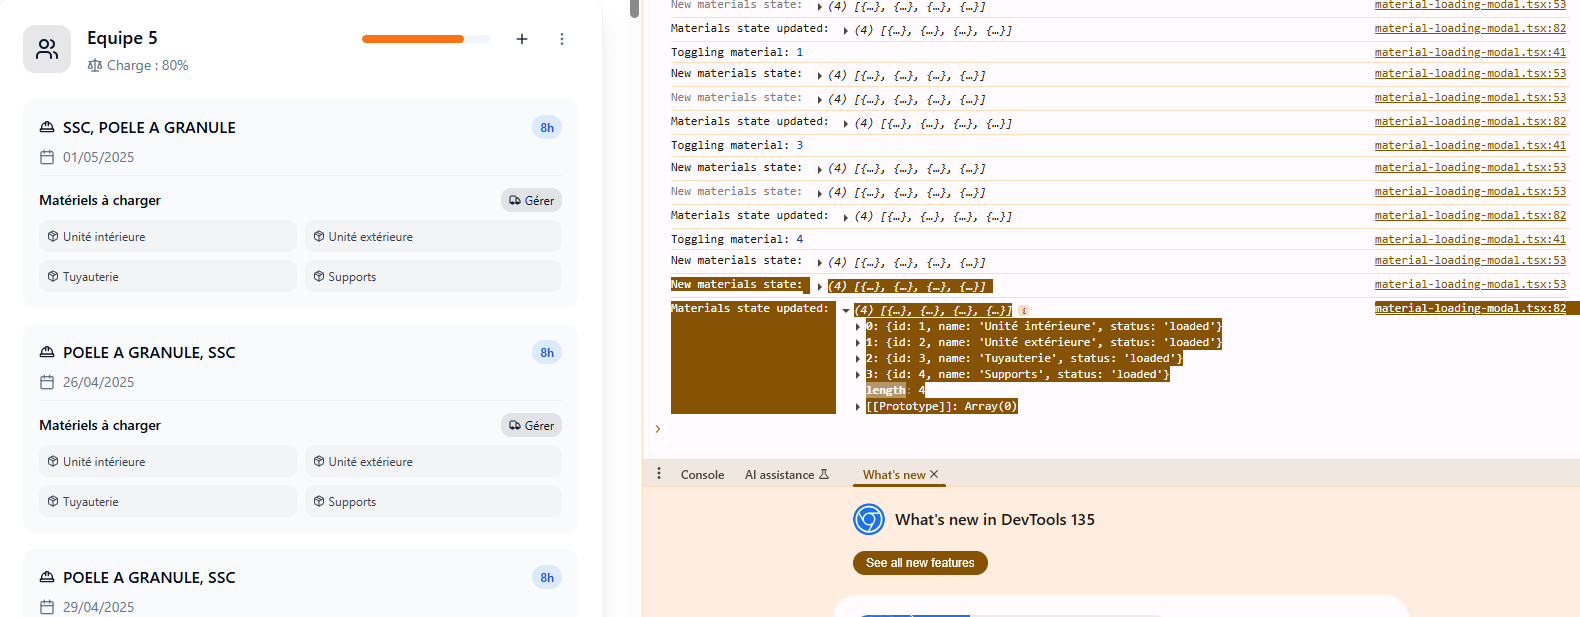 Equipe 5
Charge : 80%
SSC, POELE A GRANULE
8h
01/05/2025
Matériels à charger
Gérer
Unité intérieure
Unité extérieure
Tuyauterie
Supports
POELE A GRANULE, SSC
8h
26/04/2025
Matériels à charger
Gérer
Unité intérieure
Unité extérieure
Tuyauterie
Supports
POELE A GRANULE, SSC
8h
29/04/2025
New materials state: (4) [{…}, {…}, {…}, {…}] material-loading-modal.tsx:53
Materials state updated: (4) [{…}, {…}, {…}, {…}] material-loading-modal.tsx:82
Toggling material: 1 material-loading-modal.tsx:41
New materials state: (4) [{…}, {…}, {…}, {…}] material-loading-modal.tsx:53
New materials state: (4) [{…}, {…}, {…}, {…}] material-loading-modal.tsx:53
Materials state updated: (4) [{…}, {…}, {…}, {…}] material-loading-modal.tsx:82
Toggling material: 3 material-loading-modal.tsx:41
New materials state: (4) [{…}, {…}, {…}, {…}] material-loading-modal.tsx:53
New materials state: (4) [{…}, {…}, {…}, {…}] material-loading-modal.tsx:53
Materials state updated: (4) [{…}, {…}, {…}, {…}] material-loading-modal.tsx:82
Toggling material: 4 material-loading-modal.tsx:41
New materials state: (4) [{…}, {…}, {…}, {…}] material-loading-modal.tsx:53
New materials state: (4) [{…}, {…}, {…}, {…}] material-loading-modal.tsx:53
Materials state updated: (4) [{…}, {…}, {…}, {…}] i material-loading-modal.tsx:82
0: {id: 1, name: 'Unité intérieure', status: 'loaded'}
1: {id: 2, name: 'Unité extérieure', status: 'loaded'}
2: {id: 3, name: 'Tuyauterie', status: 'loaded'}
3: {id: 4, name: 'Supports', status: 'loaded'}
length: 4
[[Prototype]]: Array(0)
Console AI assistance What's new
What's new in DevTools 135
See all new features